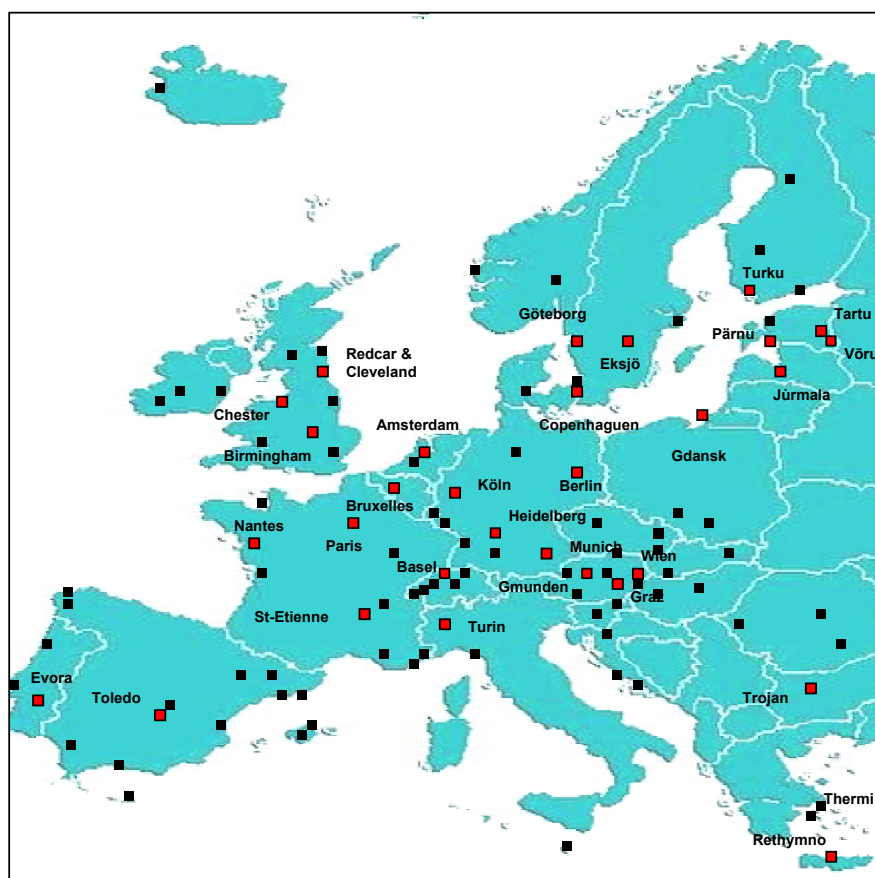 Turku
Göteborg
Tartu
Pärnu
Võru
Redcar &
Cleveland
Eksjö
Jùrmala
Chester
Amsterdam
Copenhaguen
Birmingham
Gdansk
Köln
Berlin
Bruxelles
Heidelberg
Nantes
Paris
Munich
Wien
Basel
Gmunden
Graz
St-Etienne
Turin
Evora
Toledo
Trojan
Thermi
Rethymno